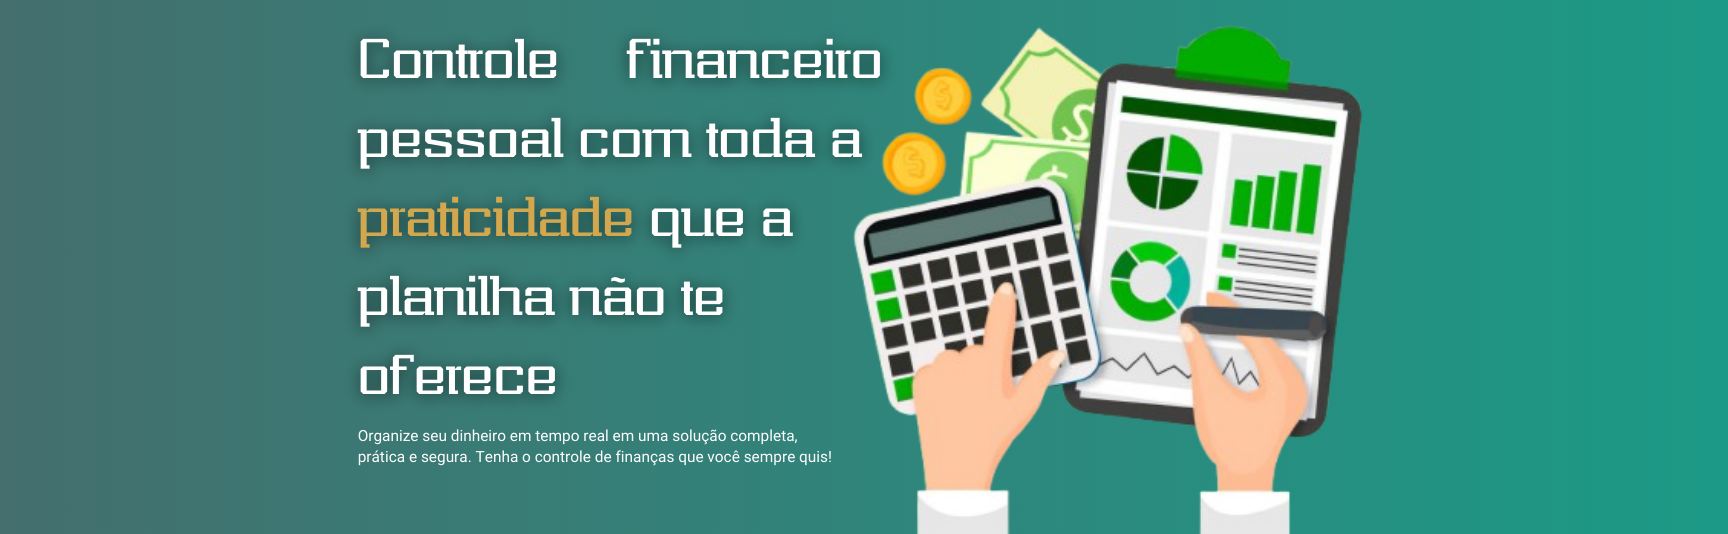 Controle financeiro
pessoal com toda a
praticidade que a
planilha não te
oferece
Organize seu dinheiro em tempo real em uma solução completa,
prática e segura. Tenha o controle de finanças que você sempre quis!